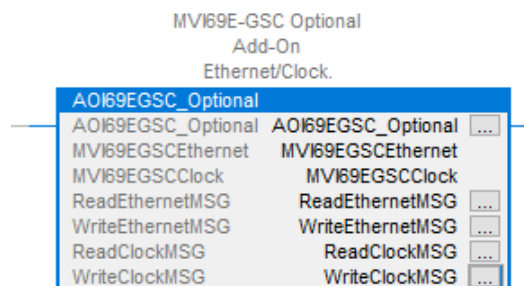 MVI69E-GSC Optional
Add-On
Ethernet/Clock.
AOI69EGSC_Optional
AOI69EGSC_Optional AOI69EGSC_Optional ...
MVI69EGSCEthernet MVI69EGSCEthernet
MVI69EGSCClock MVI69EGSCClock
ReadEthernetMSG ReadEthernetMSG ...
WriteEthernetMSG WriteEthernetMSG ...
ReadClockMSG ReadClockMSG ...
WriteClockMSG WriteClockMSG ...